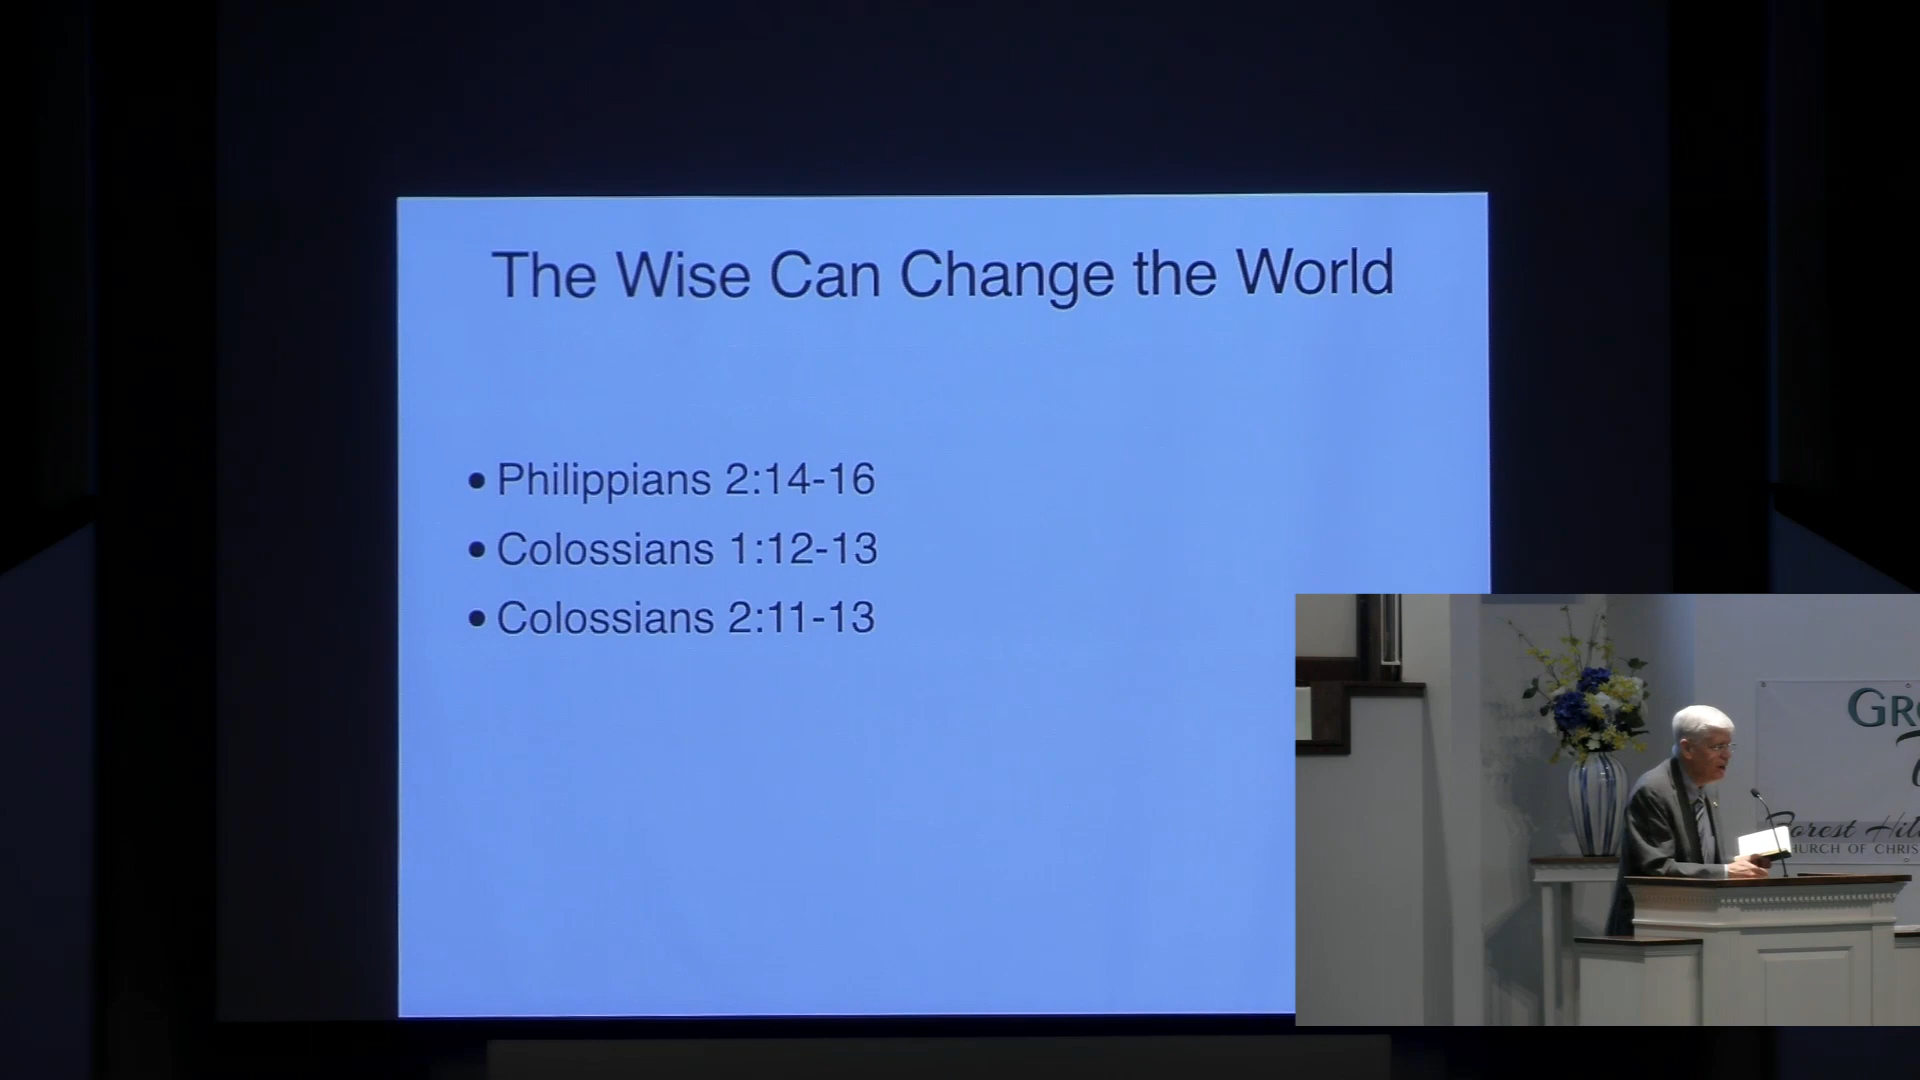 The Wise Can Change the World
• Philippians 2:14-16
• Colossians 1:12-13
• Colossians 2:11-13